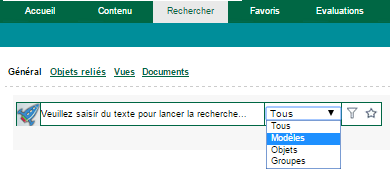 Accueil Contenu Rechercher Favoris Evaluations
Général Objets reliés Vues Documents
Veuillez saisir du texte pour lancer la recherche... Tous
Tous
Modèles
Objets
Groupes